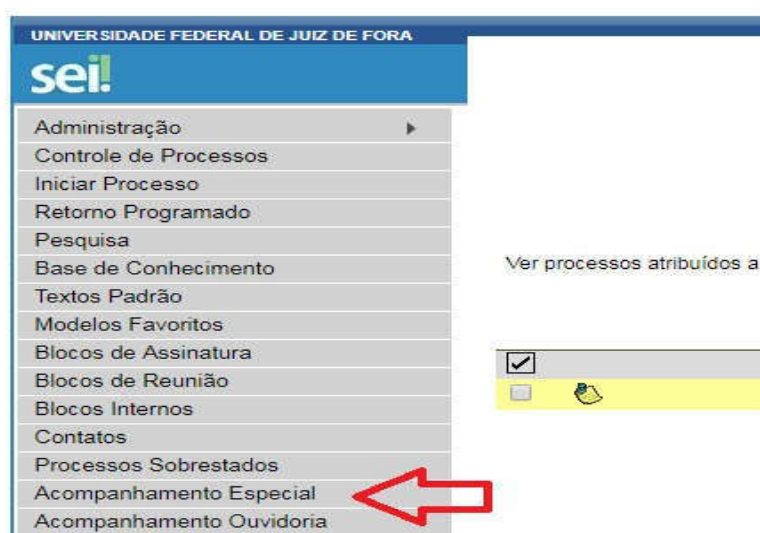 UNIVERSIDADE FEDERAL DE JUIZ DE FORA
sei!
Administração
Controle de Processos
Iniciar Processo
Retorno Programado
Pesquisa
Base de Conhecimento
Textos Padrão
Modelos Favoritos
Blocos de Assinatura
Blocos de Reunião
Blocos Internos
Contatos
Processos Sobrestados
Acompanhamento Especial
Acompanhamento Ouvidoria
Ver processos atribuídos a